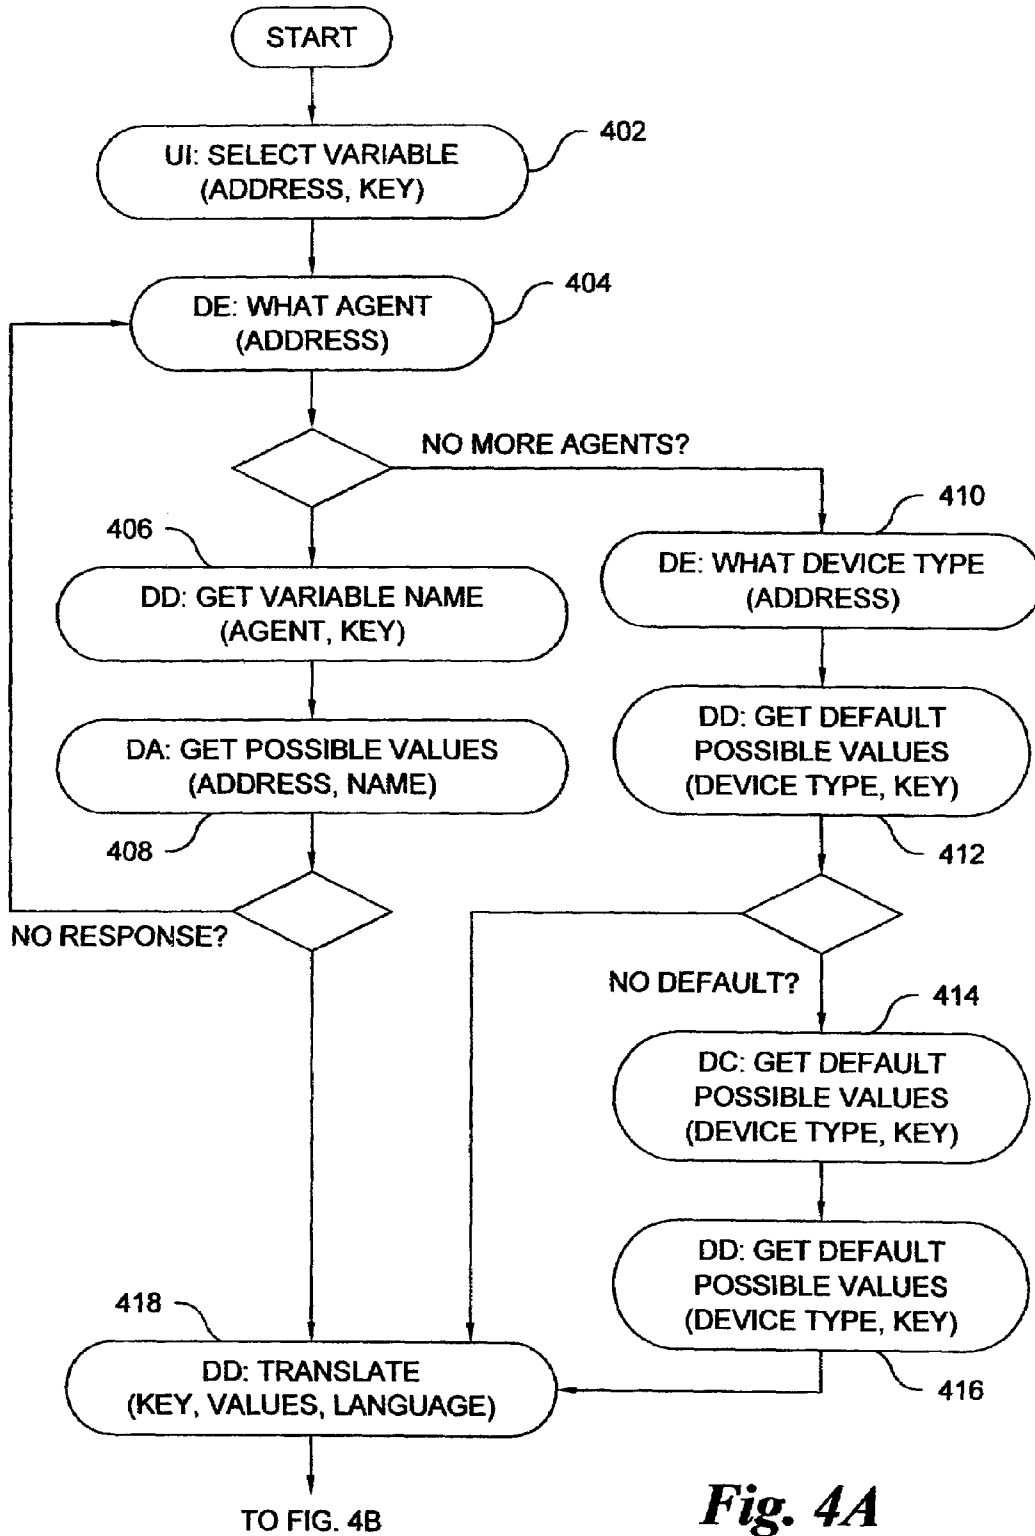 START
UI: SELECT VARIABLE
(ADDRESS, KEY)
402
DE: WHAT AGENT
(ADDRESS)
404
NO MORE AGENTS?
406
DD: GET VARIABLE NAME
(AGENT, KEY)
410
DE: WHAT DEVICE TYPE
(ADDRESS)
DA: GET POSSIBLE VALUES
(ADDRESS, NAME)
408
DD: GET DEFAULT
POSSIBLE VALUES
(DEVICE TYPE, KEY)
412
NO RESPONSE?
NO DEFAULT?
414
DC: GET DEFAULT
POSSIBLE VALUES
(DEVICE TYPE, KEY)
DD: GET DEFAULT
POSSIBLE VALUES
(DEVICE TYPE, KEY)
416
418
DD: TRANSLATE
(KEY, VALUES, LANGUAGE)
TO FIG. 4B
Fig. 4A